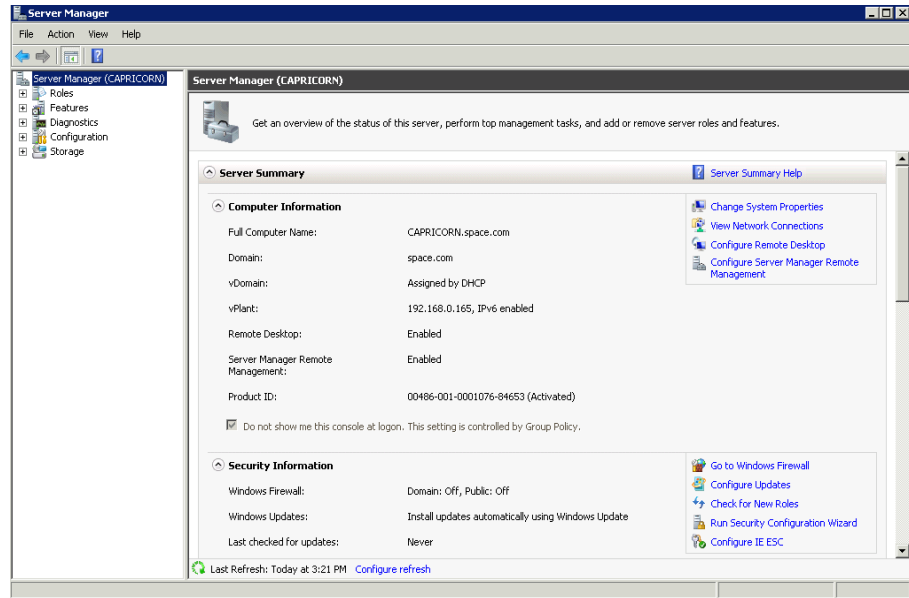 Server Manager
File Action View Help
Server Manager (CAPRICORN)
Roles
Features
Diagnostics
Configuration
Storage
Server Manager (CAPRICORN)
Get an overview of the status of this server, perform top management tasks, and add or remove server roles and features.
Server Summary
Server Summary Help
Computer Information
Full Computer Name: CAPRICORN.space.com
Domain: space.com
vDomain: Assigned by DHCP
vPlant: 192.168.0.165, IPv6 enabled
Remote Desktop: Enabled
Server Manager Remote Enabled
Management:
Product ID: 00486-001-0001076-84653 (Activated)
Do not show me this console at logon. This setting is controlled by Group Policy.
Change System Properties
View Network Connections
Configure Remote Desktop
Configure Server Manager Remote
Management
Security Information
Windows Firewall: Domain: Off, Public: Off
Windows Updates: Install updates automatically using Windows Update
Last checked for updates: Never
Go to Windows Firewall
Configure Updates
Check for New Roles
Run Security Configuration Wizard
Configure IE ESC
Last Refresh: Today at 3:21 PM Configure refresh